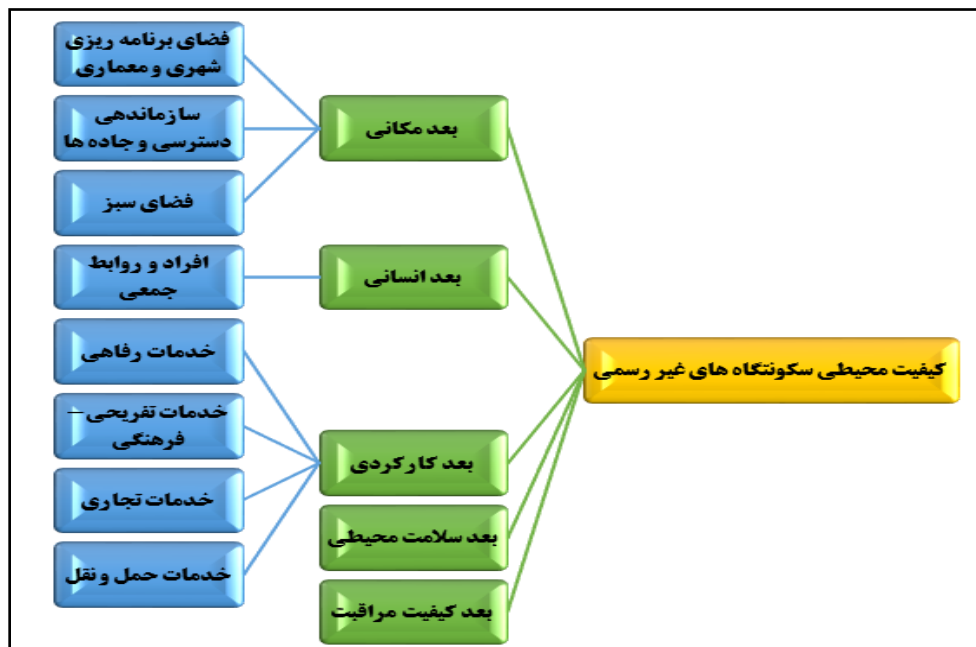 کیفیت محیطی سکونتگاه های غیر رسمی
بعد مکانی
فضای برنامه ریزی
شهری و معماری
سازماندهی
دسترسی و جاده ها
فضای سبز
بعد انسانی
افراد و روابط
جمعی
بعد کارکردی
خدمات رفاهی
خدمات تفریحی–
فرهنگی
خدمات تجاری
خدمات حمل و نقل
بعد سلامت محیطی
بعد کیفیت مراقبت